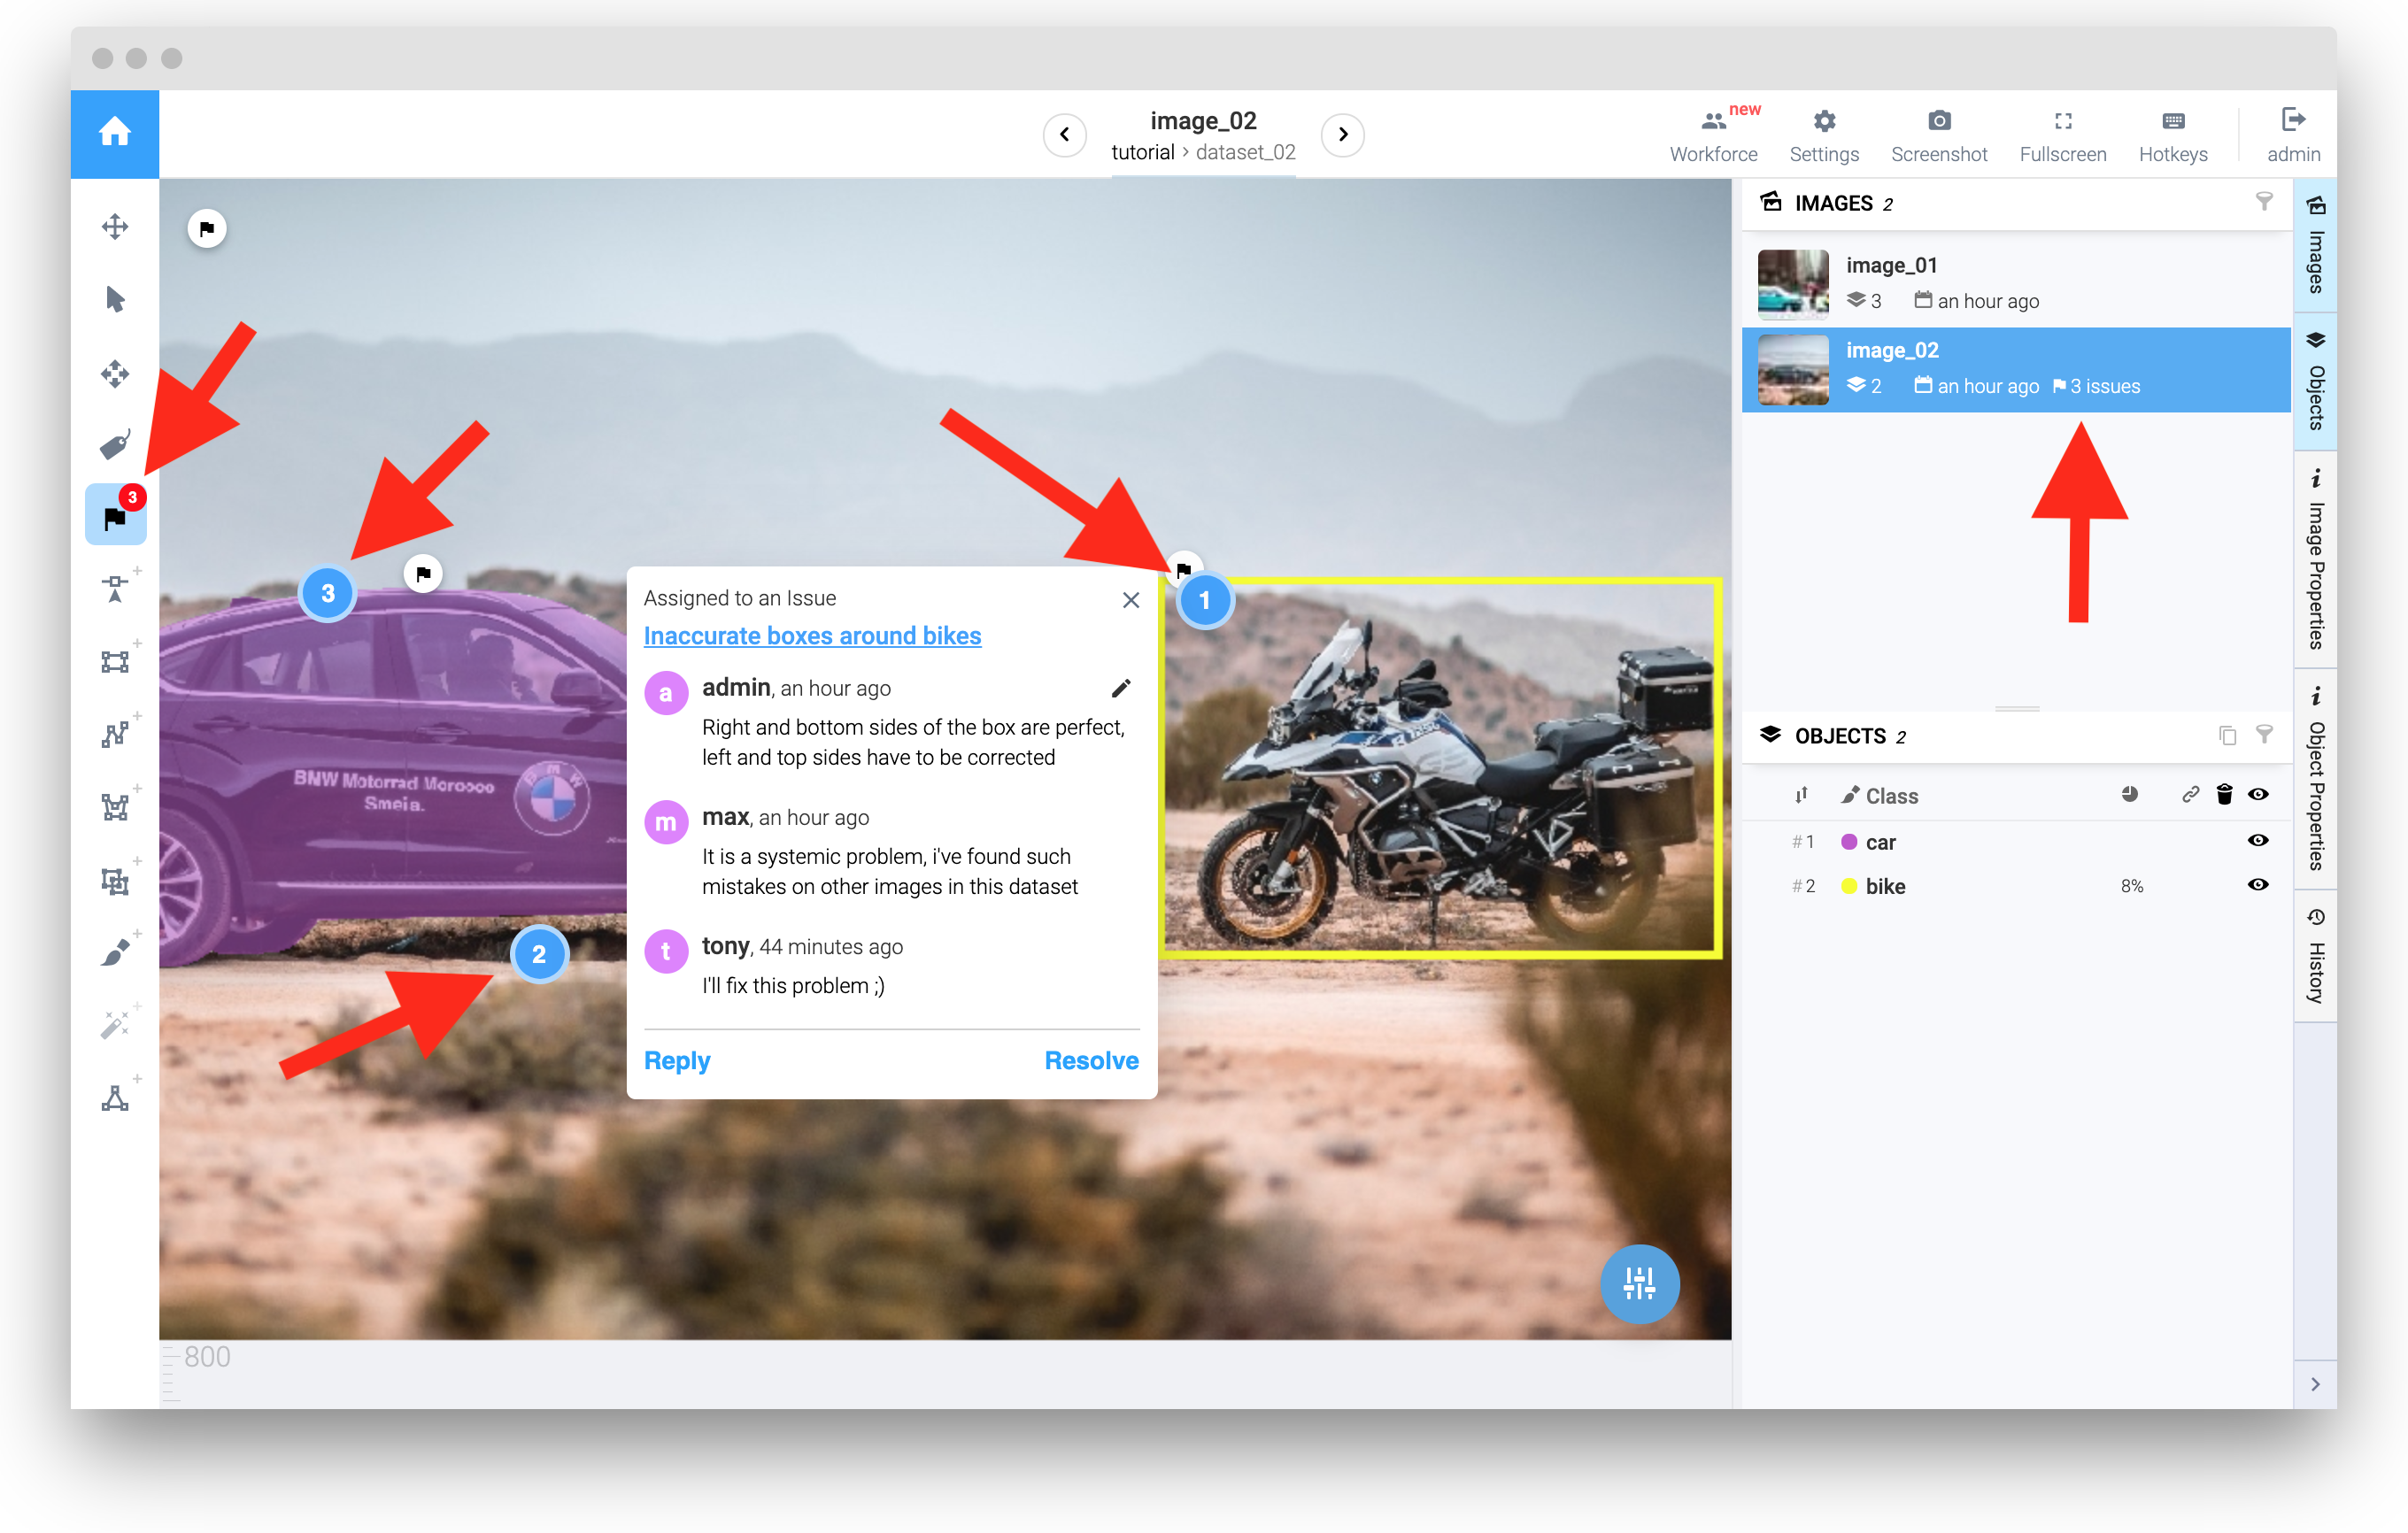 image_02
tutorial > dataset_02
Workforce
new
Settings
Screenshot
Fullscreen
Hotkeys
admin
IMAGES 2
image_01
3 an hour ago
image_02
2 an hour ago 3 issues
Images
Objects
Image Properties
Object Properties
History
3
3
1
2
BNW Motorrad Morocco
Smeia.
BMW
Assigned to an Issue
Inaccurate boxes around bikes
a
admin, an hour ago
Right and bottom sides of the box are perfect,
left and top sides have to be corrected
m
max, an hour ago
It is a systemic problem, i've found such
mistakes on other images in this dataset
t
tony, 44 minutes ago
I'll fix this problem ;)
Reply
Resolve
OBJECTS 2
Class
#1 car
#2 bike 8%
800